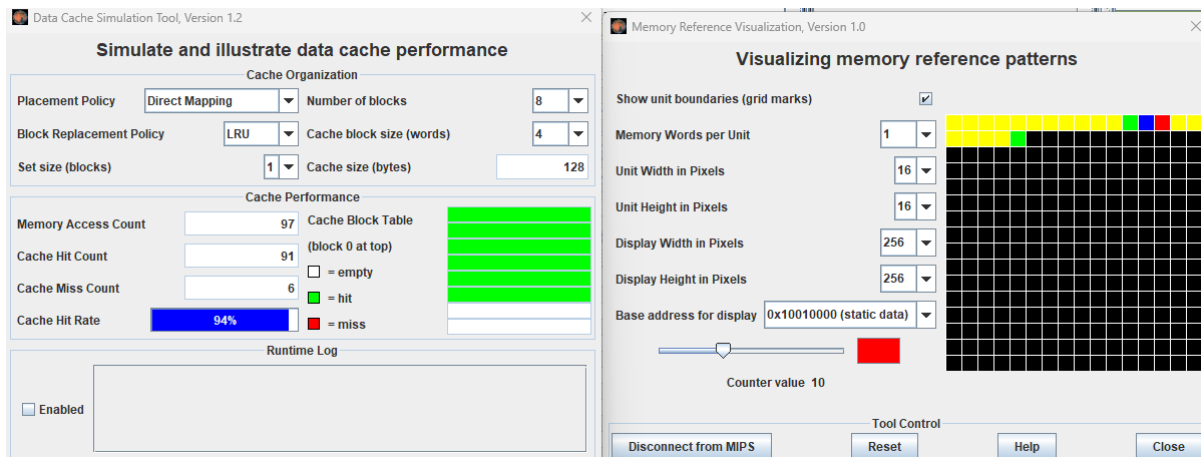 Data Cache Simulation Tool, Version 1.2
Simulate and illustrate data cache performance
Cache Organization
Placement Policy Direct Mapping Number of blocks 8
Block Replacement Policy LRU Cache block size (words) 4
Set size (blocks) 1 Cache size (bytes) 128
Cache Performance
Memory Access Count 97 Cache Block Table
(block 0 at top)
Cache Hit Count 91
= empty
Cache Miss Count 6
= hit
Cache Hit Rate 94%
= miss
Runtime Log
Enabled
Memory Reference Visualization, Version 1.0
Visualizing memory reference patterns
Show unit boundaries (grid marks)
Memory Words per Unit 1
Unit Width in Pixels 16
Unit Height in Pixels 16
Display Width in Pixels 256
Display Height in Pixels 256
Base address for display 0x10010000 (static data)
Counter value 10
Tool Control
Disconnect from MIPS Reset Help Close